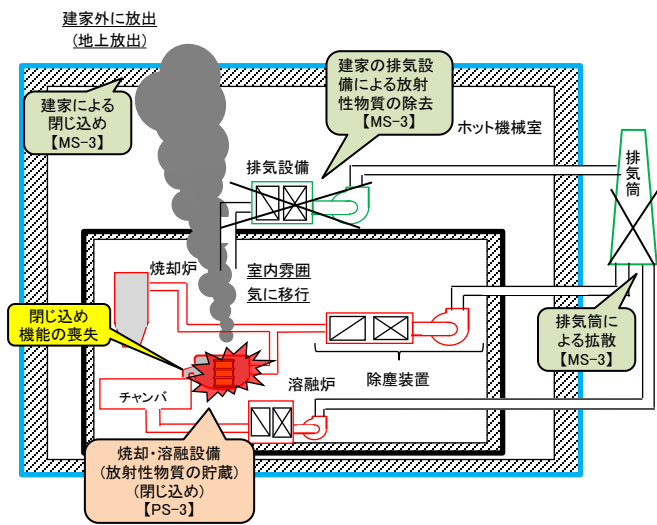 建家外に放出
(地上放出)
建家による
閉じ込め
【MS-3】
建家の排気設
備による放射
性物質の除去
【MS-3】
ホット機械室
排気設備
排気筒
焼却炉
室内雰囲
気に移行
閉じ込め
機能の喪失
排気筒に
よる拡散
【MS-3】
チャンバ
溶融炉
除塵装置
焼却・溶融設備
(放射性物質の貯蔵)
(閉じ込め)
【PS-3】